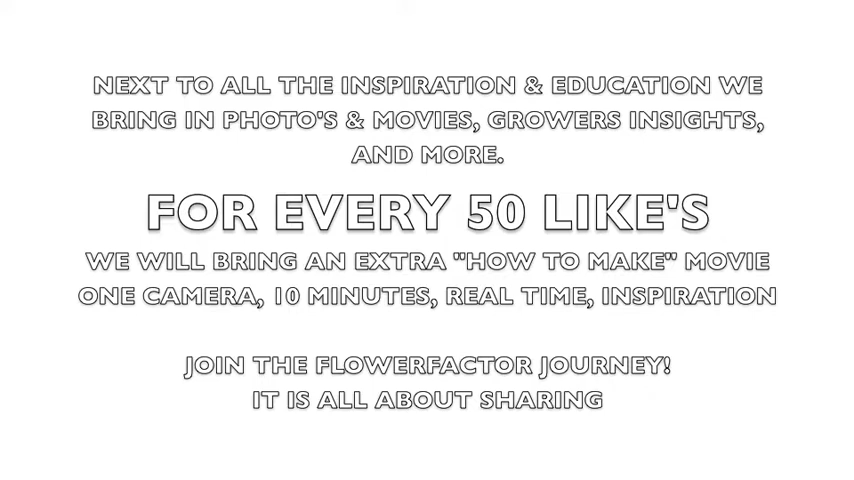 NEXT TO ALL THE INSPIRATION & EDUCATION WE
BRING IN PHOTO'S & MOVIES, GROWERS INSIGHTS,
AND MORE.
FOR EVERY 50 LIKE'S
WE WILL BRING AN EXTRA "HOW TO MAKE" MOVIE
ONE CAMERA, 10 MINUTES, REAL TIME, INSPIRATION
JOIN THE FLOWERFACTOR JOURNEY!
IT IS ALL ABOUT SHARING